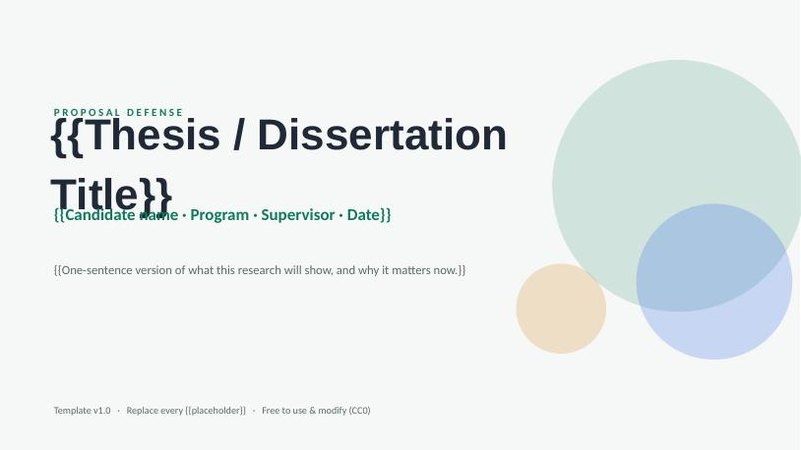 PROPOSAL DEFENSE
{{Thesis / Dissertation
Title}}
{{Candidate name · Program · Supervisor · Date}}
{{One-sentence version of what this research will show, and why it matters now.}}
Template v1.0 · Replace every {{placeholder}} · Free to use & modify (CC0)